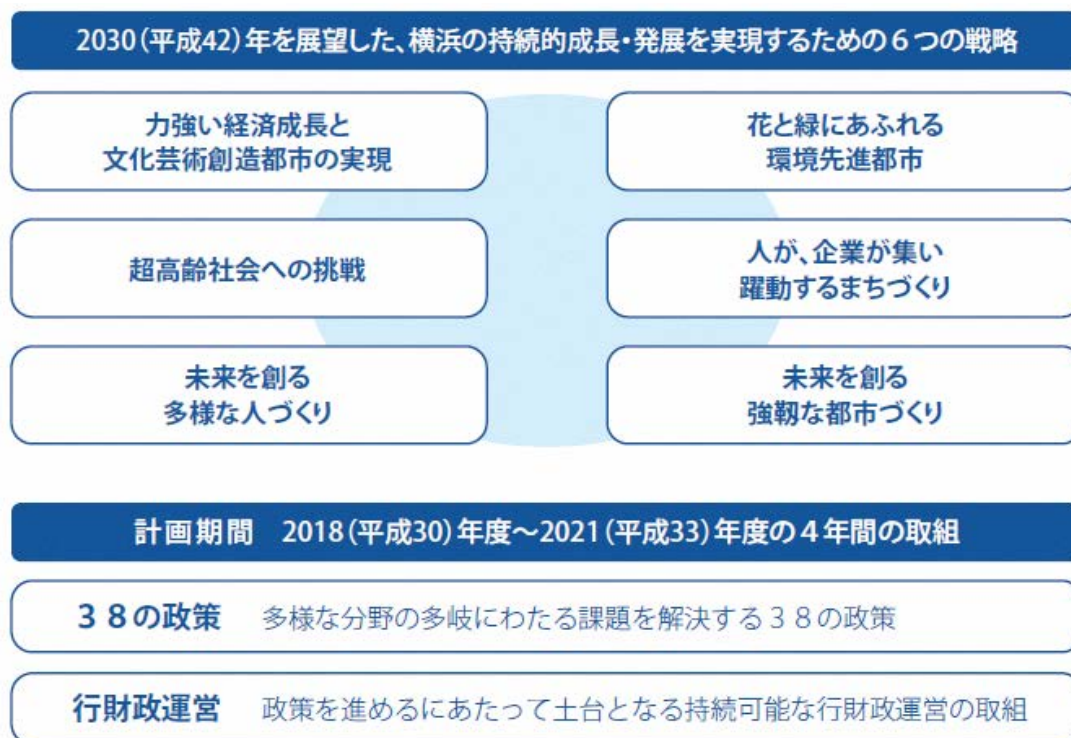 2030（平成42）年を展望した、横浜の持続的成長・発展を実現するための６つの戦略
力強い経済成長と
文化芸術創造都市の実現
花と緑にあふれる
環境先進都市
超高齢社会への挑戦
人が、企業が集い
躍動するまちづくり
未来を創る
多様な人づくり
未来を創る
強靱な都市づくり
計画期間　2018（平成30）年度～2021（平成33）年度の４年間の取組
３８の政策　多様な分野の多岐にわたる課題を解決する３８の政策
行財政運営　政策を進めるにあたって土台となる持続可能な行財政運営の取組